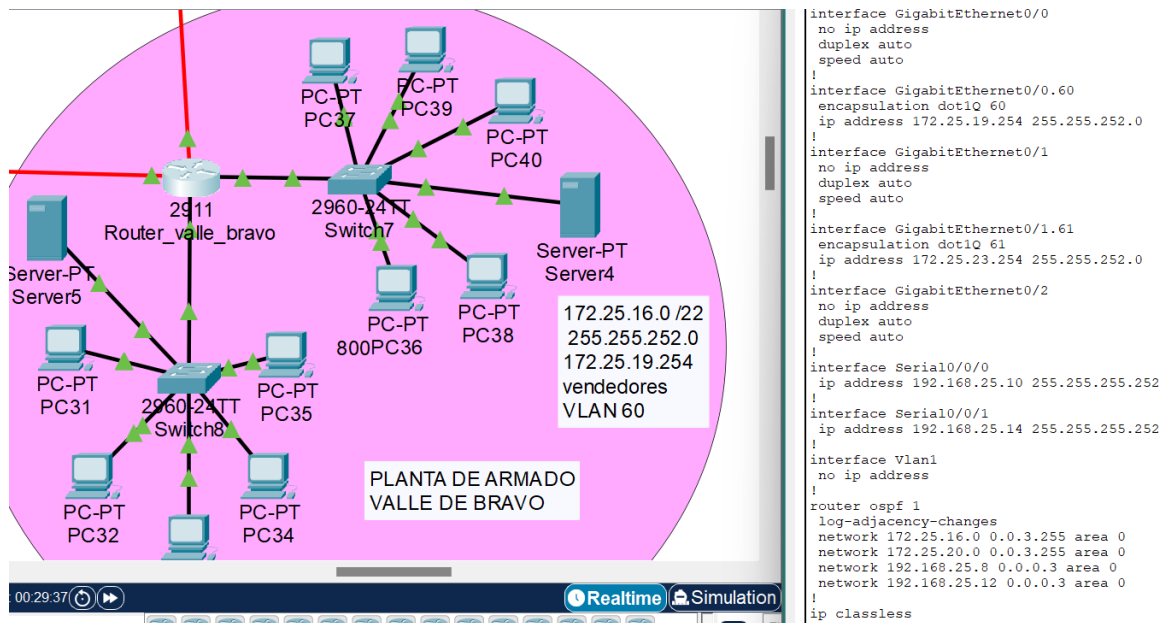 PC-PT
PC37
PC-PT
PC39
PC-PT
PC40
2911
Router_valle_bravo
2960-24TT
Switch7
Server-PT
Server4
Server-PT
Server5
PC-PT
800PC36
PC-PT
PC38
172.25.16.0 /22
255.255.252.0
172.25.19.254
vendedores
VLAN 60
PC-PT
PC31
2960-24TT
Switch8
PC-PT
PC35
PC-PT
PC32
PC-PT
PC34
PLANTA DE ARMADO
VALLE DE BRAVO
: 00:29:37
Realtime
Simulation
interface GigabitEthernet0/0
no ip address
duplex auto
speed auto
!
interface GigabitEthernet0/0.60
encapsulation dot1Q 60
ip address 172.25.19.254 255.255.252.0
!
interface GigabitEthernet0/1
no ip address
duplex auto
speed auto
!
interface GigabitEthernet0/1.61
encapsulation dot1Q 61
ip address 172.25.23.254 255.255.252.0
!
interface GigabitEthernet0/2
no ip address
duplex auto
speed auto
!
interface Serial0/0/0
ip address 192.168.25.10 255.255.255.252
!
interface Serial0/0/1
ip address 192.168.25.14 255.255.255.252
!
interface Vlan1
no ip address
!
router ospf 1
log-adjacency-changes
network 172.25.16.0 0.0.3.255 area 0
network 172.25.20.0 0.0.3.255 area 0
network 192.168.25.8 0.0.0.3 area 0
network 192.168.25.12 0.0.0.3 area 0
!
ip classless